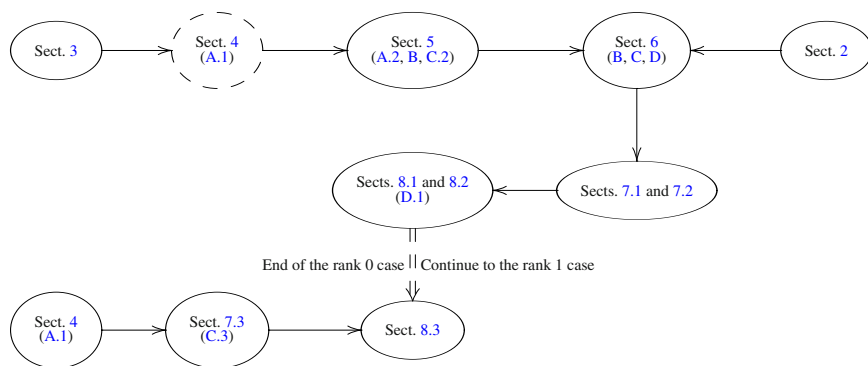 Sect. 3
Sect. 4
(A.1)
Sect. 5
(A.2, B, C.2)
Sect. 6
(B, C, D)
Sect. 2
Sects. 8.1 and 8.2
(D.1)
Sects. 7.1 and 7.2
End of the rank 0 case
Continue to the rank 1 case
Sect. 4
(A.1)
Sect. 7.3
(C.3)
Sect. 8.3